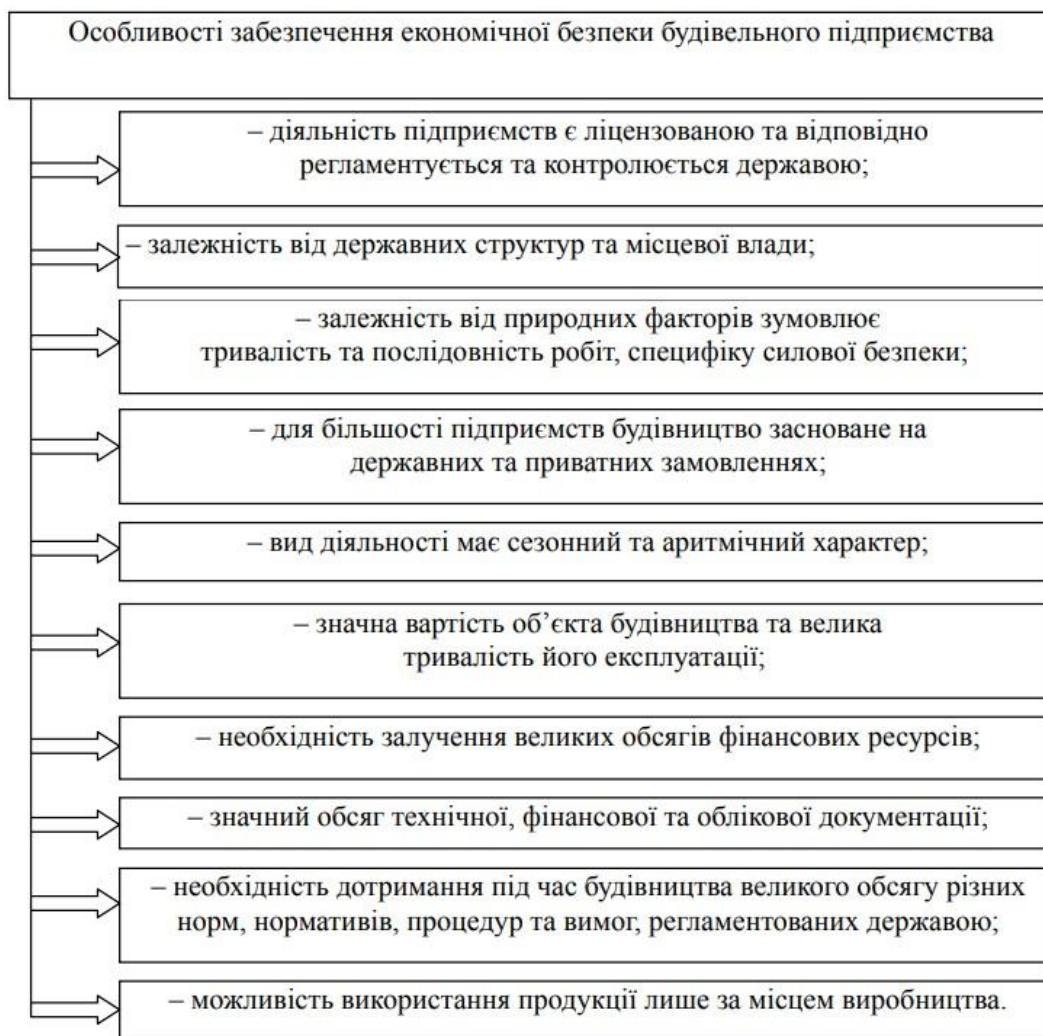 Особливості забезпечення економічної безпеки будівельного підприємства
– діяльність підприємств є ліцензованою та відповідно
регламентується та контролюється державою;
– залежність від державних структур та місцевої влади;
– залежність від природних факторів зумовлює
тривалість та послідовність робіт, специфіку силової безпеки;
– для більшості підприємств будівництво засноване на
державних та приватних замовленнях;
– вид діяльності має сезонний та аритмічний характер;
– значна вартість об’єкта будівництва та велика
тривалість його експлуатації;
– необхідність залучення великих обсягів фінансових ресурсів;
– значний обсяг технічної, фінансової та облікової документації;
– необхідність дотримання під час будівництва великого обсягу різних
норм, нормативів, процедур та вимог, регламентованих державою;
– можливість використання продукції лише за місцем виробництва.